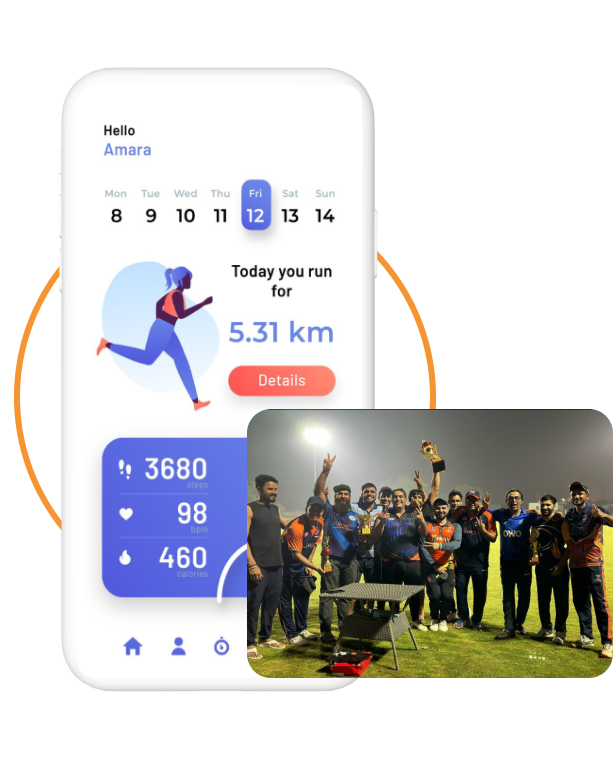 Hello
Amara
Mon Tue Wed Thu Fri Sat Sun
8 9 10 11 12 13 14
Today you run
for
5.31 km
Details
3680
steps
98
bpm
460
calories